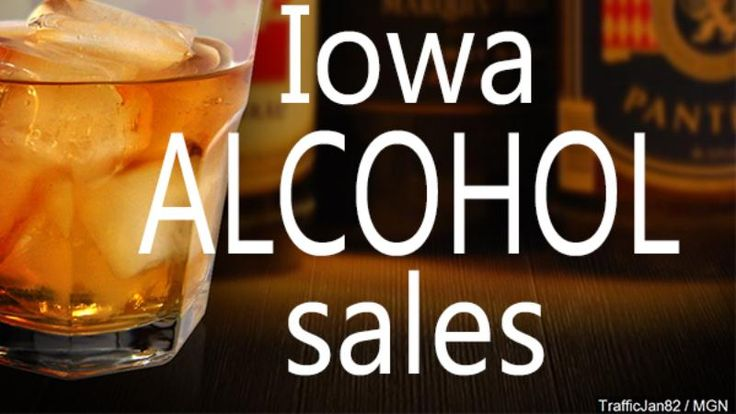 Iowa
ALCOHOL
sales
TrafficJan82 / MGN